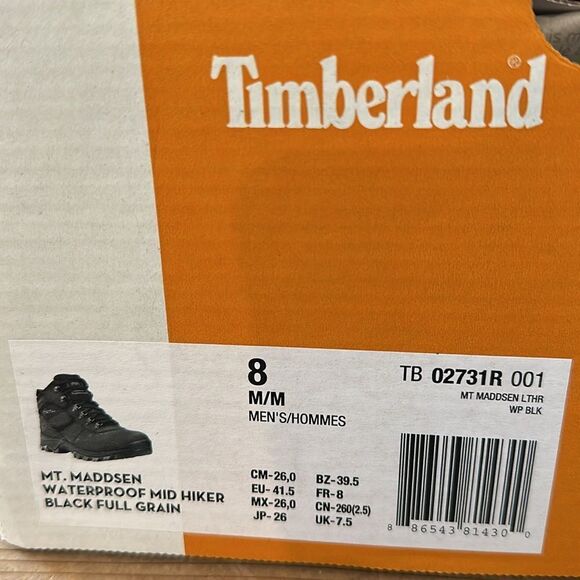 Timberland®
8
M/M
MEN'S/HOMMES
TB 02731R 001
MT MADDSEN LTHR
WP BLK
MT. MADDSEN
WATERPROOF MID HIKER
BLACK FULL GRAIN
CM-26,0 BZ-39.5
EU-41.5 FR-8
MX-26,0 CN-260(2.5)
JP-26 UK-7.5
8 86543 81430 0